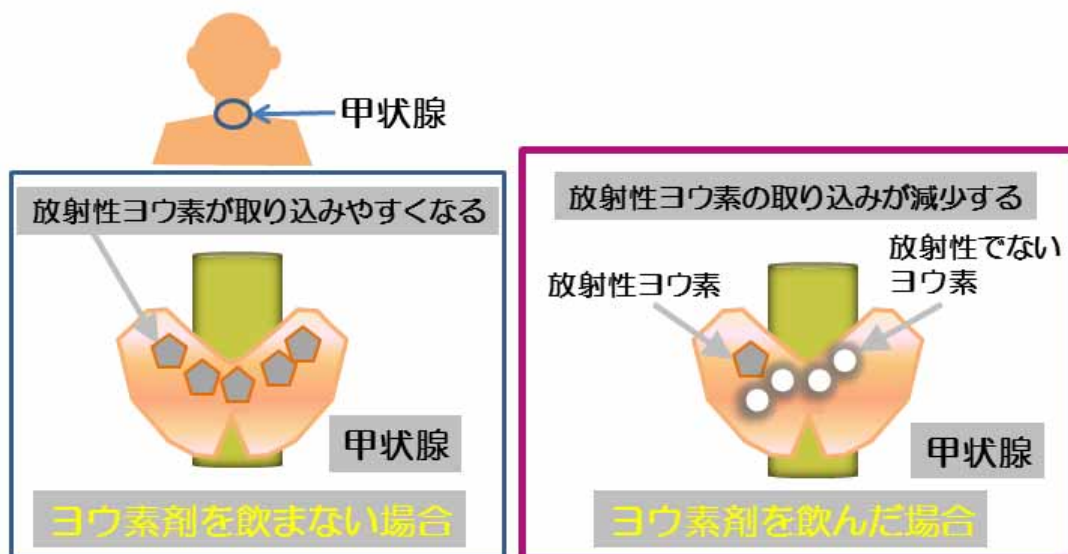 甲状腺
放射性ヨウ素が取り込みやすくなる
甲状腺
ヨウ素剤を飲まない場合
放射性ヨウ素の取り込みが減少する
放射性ヨウ素
放射性でない
ヨウ素
甲状腺
ヨウ素剤を飲んだ場合